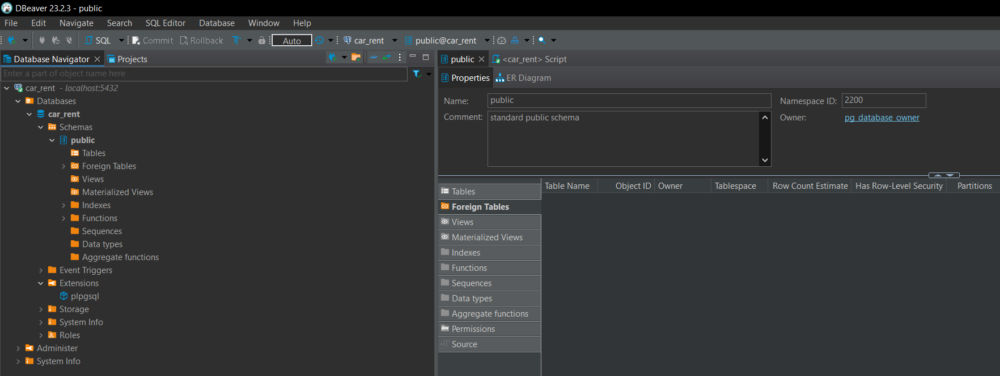 DBeaver 23.2.3 - public
File Edit Navigate Search SQL Editor Database Window Help
SQL Commit Rollback Auto car_rent public@car_rent
Database Navigator Projects
Enter a part of object name here
car_rent - localhost:5432
Databases
car_rent
Schemas
public
Tables
Foreign Tables
Views
Materialized Views
Indexes
Functions
Sequences
Data types
Aggregate functions
Event Triggers
Extensions
plpgsql
Storage
System Info
Roles
Administer
System Info
public <car_rent> Script
Properties ER Diagram
Name: public Namespace ID: 2200
Comment: standard public schema Owner: pg_database_owner
Tables
Foreign Tables
Views
Materialized Views
Indexes
Functions
Sequences
Data types
Aggregate functions
Permissions
Source
Table Name Object ID Owner Tablespace Row Count Estimate Has Row-Level Security Partitions